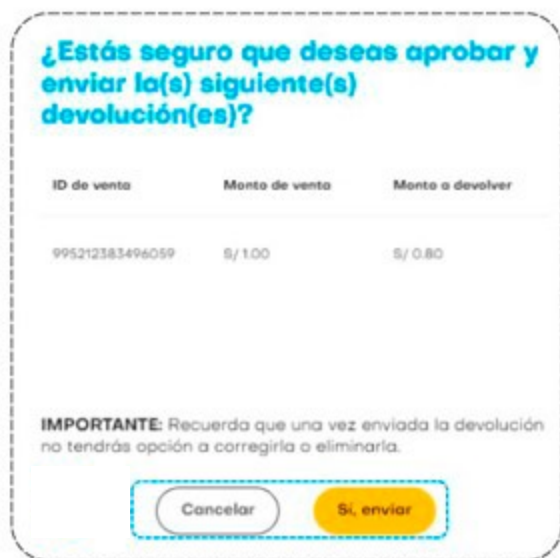 ¿Estás seguro que deseas aprobar y
enviar la(s) siguiente(s)
devolución(es)?
ID de venta Monto de venta Monto a devolver
995212383496059 S/ 1.00 S/ 0.80
IMPORTANTE: Recuerda que una vez enviada la devolución
no tendrás opción a corregirla o eliminarla.
Cancelar Sí, enviar